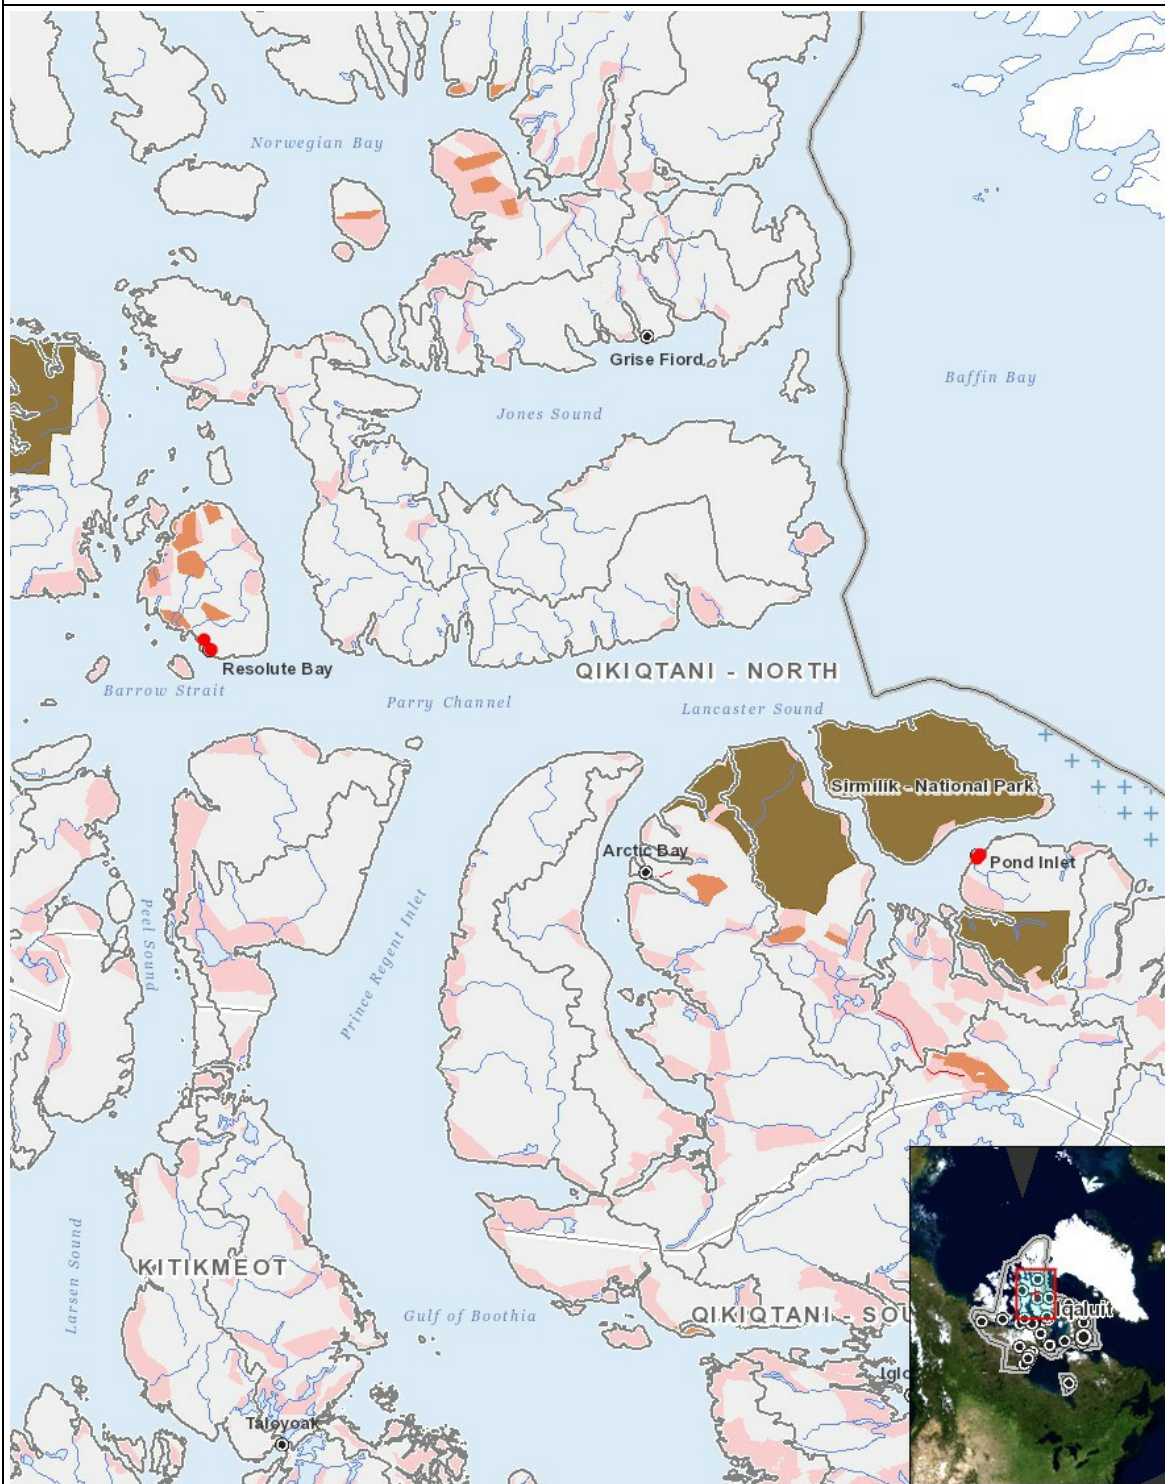 Norwegian Bay
Grise Fiord
Baffin Bay
Jones Sound
Resolute Bay
QIKIQTANI - NORTH
Barrow Strait
Parry Channel
Lancaster Sound
Sirmilik - National Park
Arctic Bay
Pond Inlet
Peel Sound
Prince Regent Inlet
Larsen Sound
KITIKMEOT
Gulf of Boothia
QIKIQTANI - SOU
Iqaluit
Iglo
Taloyoak